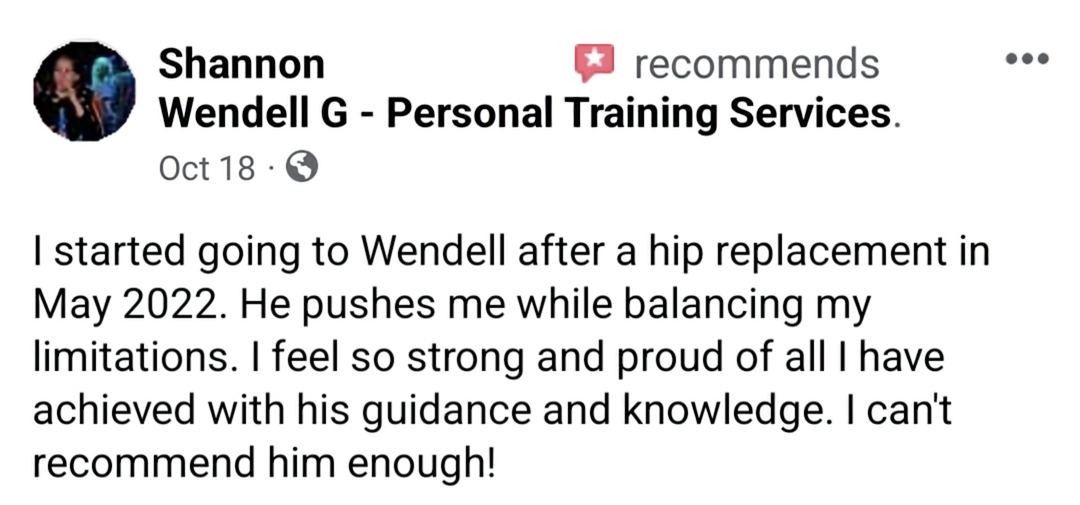 Shannon recommends
Wendell G - Personal Training Services.
Oct 18 ·
I started going to Wendell after a hip replacement in
May 2022. He pushes me while balancing my
limitations. I feel so strong and proud of all I have
achieved with his guidance and knowledge. I can't
recommend him enough!